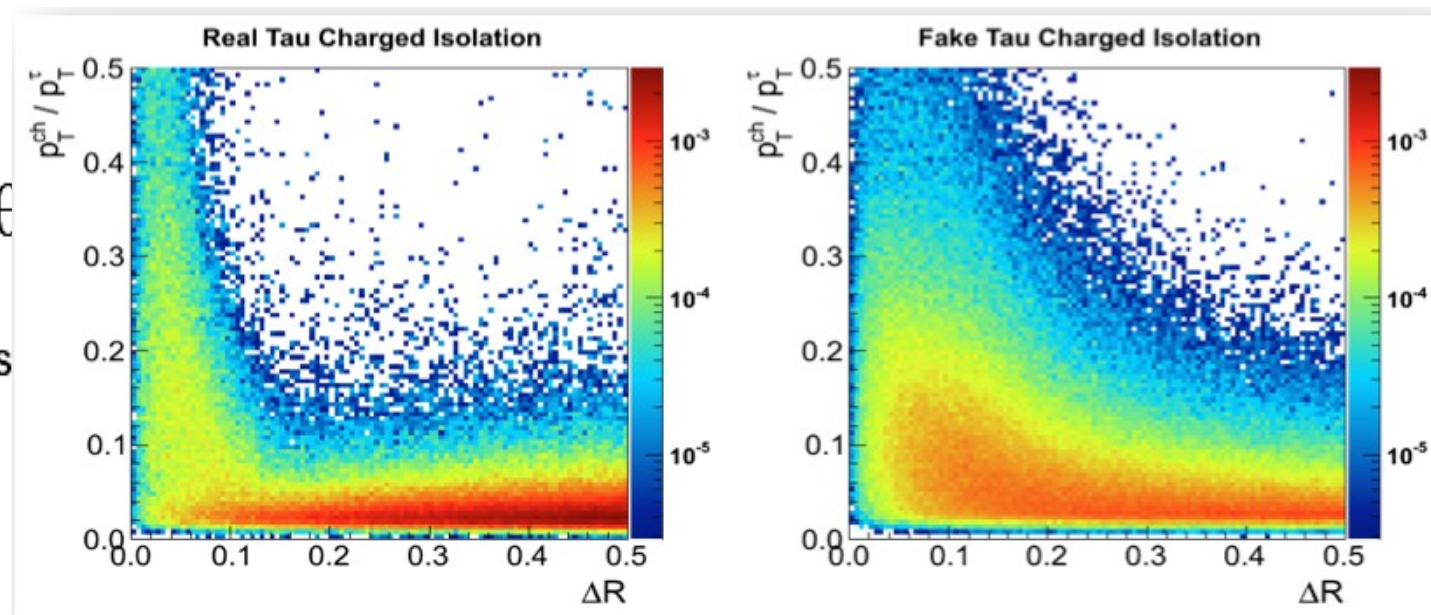 Real Tau Charged Isolation
p_T^ch / p_T^τ
0.5
0.4
0.3
0.2
0.1
0.0
0.0 0.1 0.2 0.3 0.4 0.5
ΔR
10⁻³
10⁻⁴
10⁻⁵
Fake Tau Charged Isolation
p_T^ch / p_T^τ
0.5
0.4
0.3
0.2
0.1
0.0
0.0 0.1 0.2 0.3 0.4 0.5
ΔR
10⁻³
10⁻⁴
10⁻⁵
s